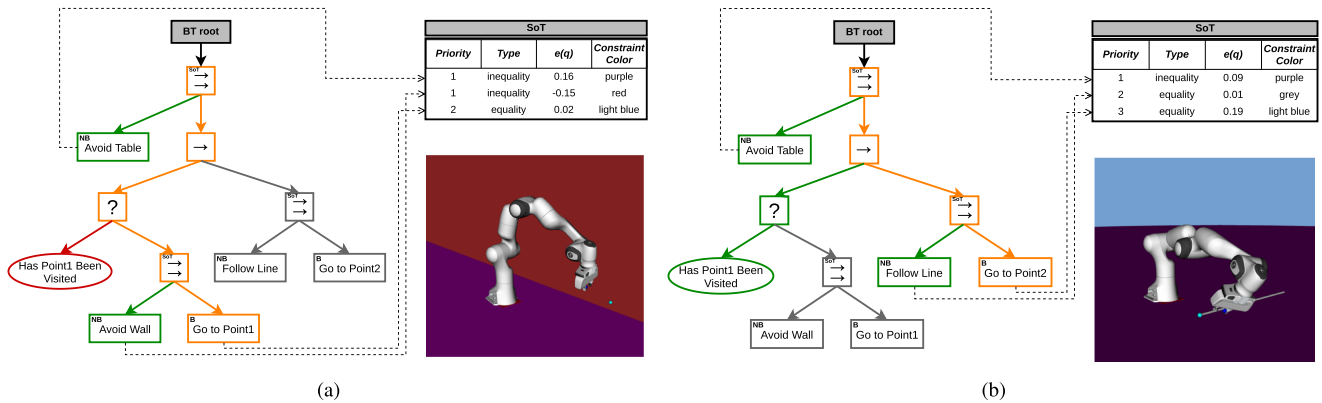 BT root
SoT
→
→
NB
Avoid Table
→
?
SoT
→
→
Has Point1 Been
Visited
SoT
→
→
NB
Follow Line
B
Go to Point2
NB
Avoid Wall
B
Go to Point1
SoT
Priority Type e(q) Constraint
Color
1 inequality 0.16 purple
1 inequality -0.15 red
2 equality 0.02 light blue
(a)
BT root
SoT
→
→
NB
Avoid Table
→
?
SoT
→
→
Has Point1 Been
Visited
SoT
→
→
NB
Follow Line
B
Go to Point2
NB
Avoid Wall
B
Go to Point1
SoT
Priority Type e(q) Constraint
Color
1 inequality 0.09 purple
2 equality 0.01 grey
3 equality 0.19 light blue
(b)